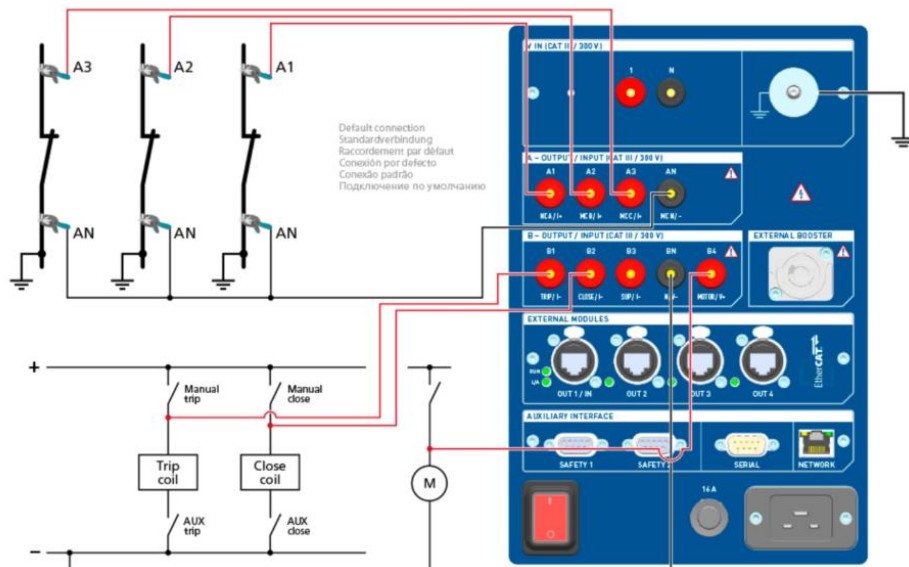 A3
A2
A1
AN
AN
AN
Default connection
Standardverbindung
Raccordement par défaut
Conexión por defecto
Conexão padrão
Подключение по умолчанию
V IN (CAT II / 300 V)
1
N
A – OUTPUT / INPUT (CAT III / 300 V)
A1
A2
A3
AN
MCA / I+
MCB / I+
MCC / I+
MCN / -
B – OUTPUT / INPUT (CAT III / 300 V)
B1
B2
B3
BN
B4
TRIP / I-
CLOSE / I-
SUP / I-
MOTOR / V+
EXTERNAL BOOSTER
EXTERNAL MODULES
RUN
L/A
OUT 1 / IN
OUT 2
OUT 3
OUT 4
EtherCAT
AUXILIARY INTERFACE
SAFETY 1
SAFETY
SERIAL
NETWORK
16 A
I
O
+
Manual
trip
Manual
close
Trip
coil
Close
coil
M
AUX
trip
AUX
close
–